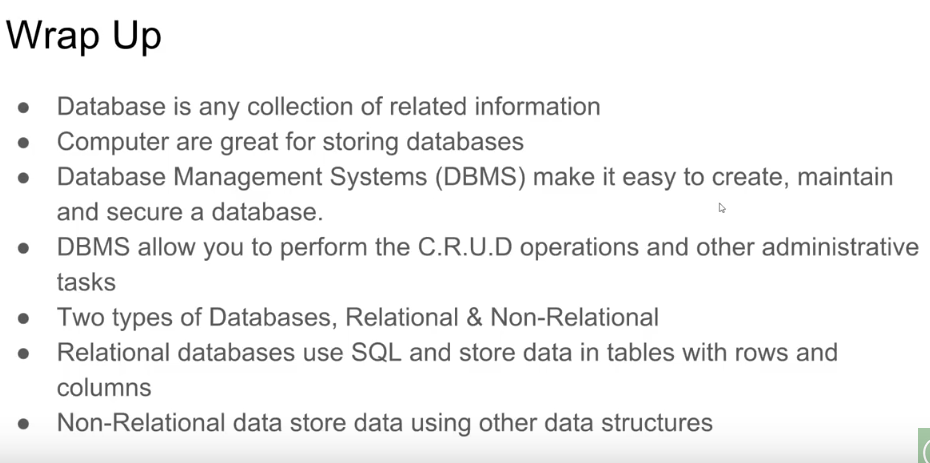 Wrap Up
● Database is any collection of related information
● Computer are great for storing databases
● Database Management Systems (DBMS) make it easy to create, maintain
and secure a database.
● DBMS allow you to perform the C.R.U.D operations and other administrative
tasks
● Two types of Databases, Relational & Non-Relational
● Relational databases use SQL and store data in tables with rows and
columns
● Non-Relational data store data using other data structures